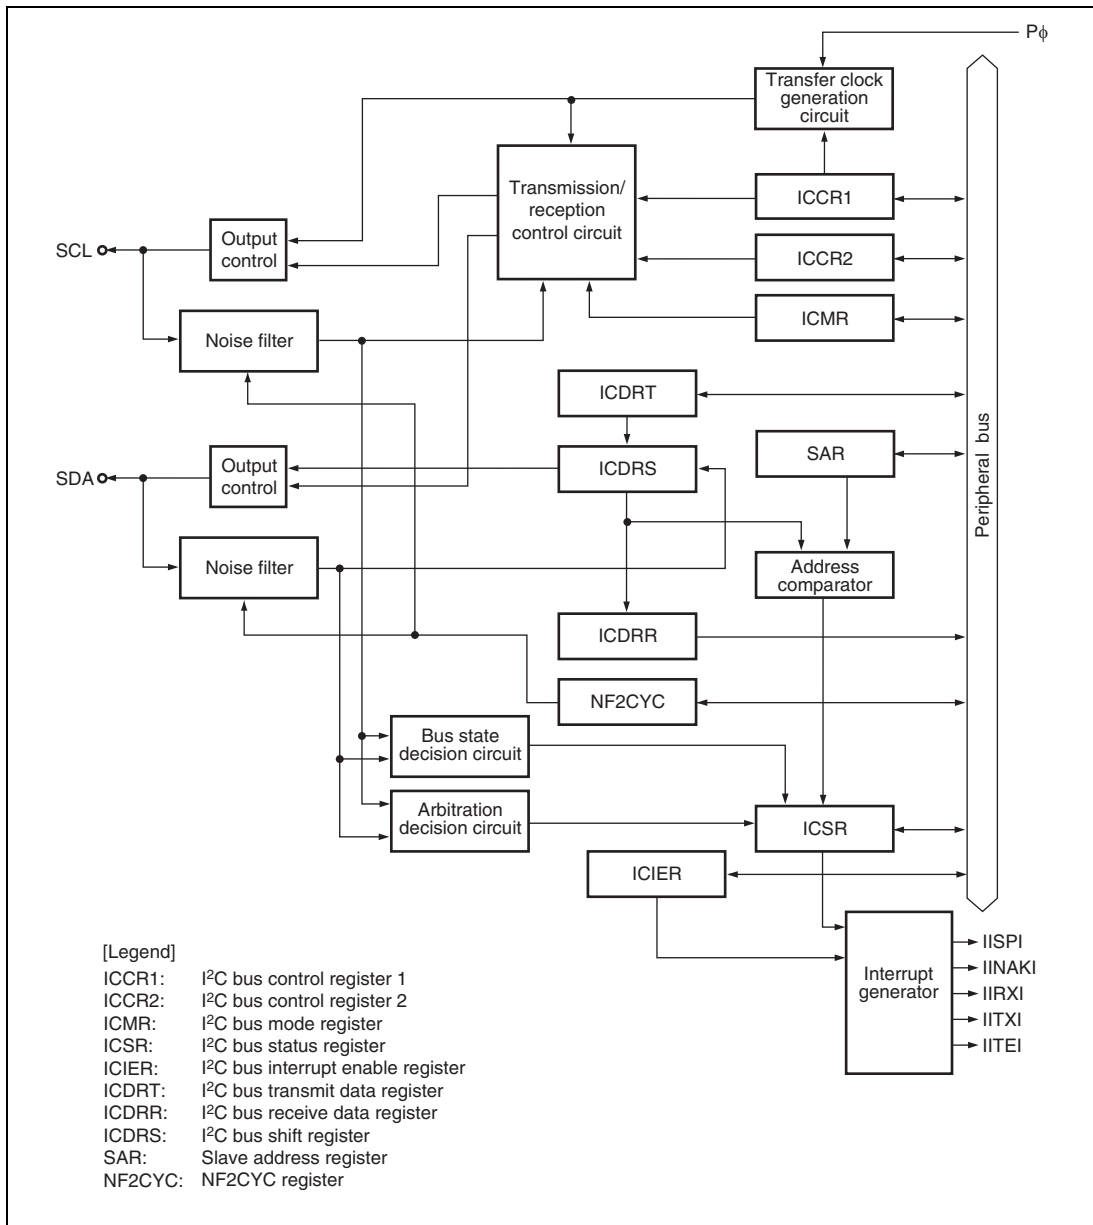 Pϕ
Transfer clock
generation
circuit
Transmission/
reception
control circuit
ICCR1
SCL
Output
control
ICCR2
ICMR
Noise filter
ICDRT
Peripheral bus
SDA
Output
control
ICDRS
SAR
Noise filter
Address
comparator
ICDRR
NF2CYC
Bus state
decision circuit
Arbitration
decision circuit
ICSR
ICIER
Interrupt
generator
IISPI
IINAKI
IIRXI
IITXI
IITEI
[Legend]
ICCR1: I²C bus control register 1
ICCR2: I²C bus control register 2
ICMR: I²C bus mode register
ICSR: I²C bus status register
ICIER: I²C bus interrupt enable register
ICDRT: I²C bus transmit data register
ICDRR: I²C bus receive data register
ICDRS: I²C bus shift register
SAR: Slave address register
NF2CYC: NF2CYC register